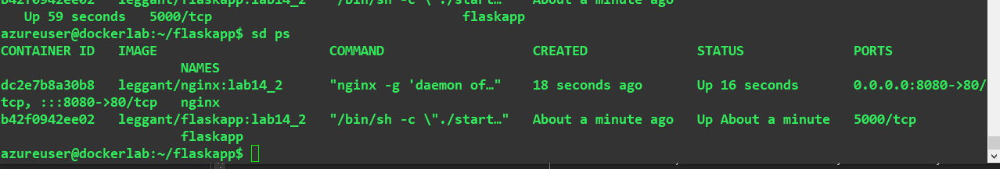 b42f0942ee02   leggant/flaskapp:lab14_2   "/bin/sh -c \"./start…"   About a minute ago
   Up 59 seconds   5000/tcp                                flaskapp
azureuser@dockerlab:~/flaskapp$ sd ps
CONTAINER ID   IMAGE                      COMMAND                  CREATED              STATUS              PORTS
                       NAMES
dc2e7b8a30b8   leggant/nginx:lab14_2      "nginx -g 'daemon of…"   18 seconds ago       Up 16 seconds       0.0.0.0:8080->80/
tcp, :::8080->80/tcp   nginx
b42f0942ee02   leggant/flaskapp:lab14_2   "/bin/sh -c \"./start…"   About a minute ago   Up About a minute   5000/tcp
                       flaskapp
azureuser@dockerlab:~/flaskapp$